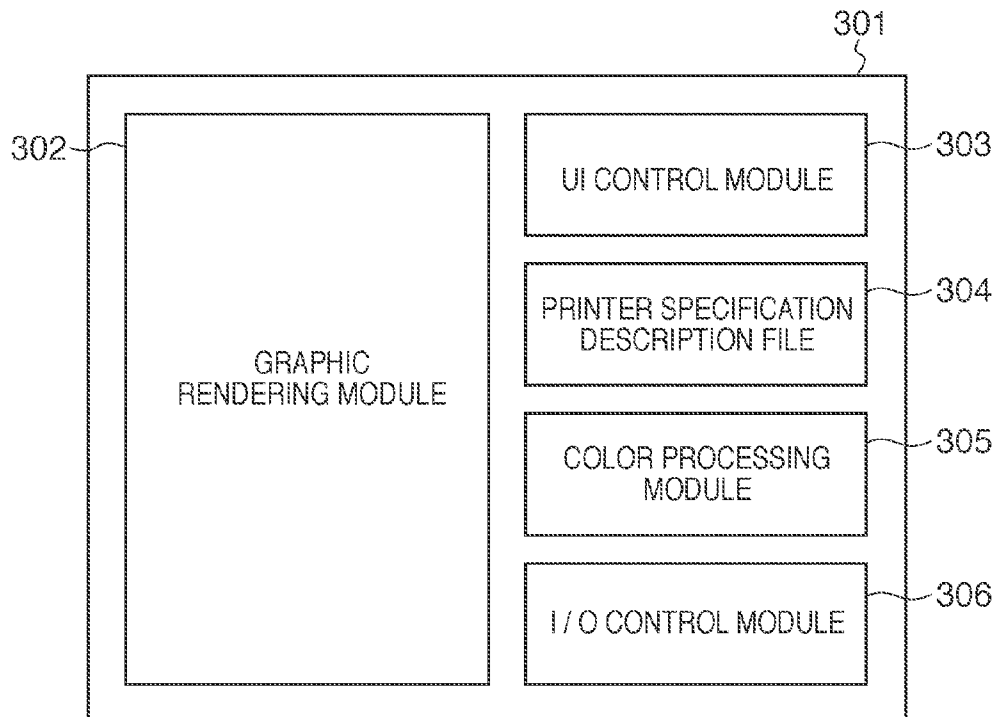 301
302
GRAPHIC
RENDERING MODULE
303
UI CONTROL MODULE
304
PRINTER SPECIFICATION
DESCRIPTION FILE
305
COLOR PROCESSING
MODULE
306
I / O CONTROL MODULE